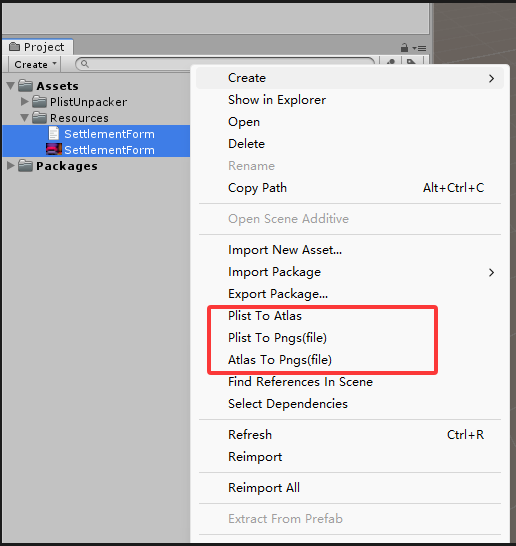 Project
Create
Assets
PlistUnpacker
Resources
SettlementForm
SettlementForm
Packages
Create
Show in Explorer
Open
Delete
Rename
Copy Path Alt+Ctrl+C
Open Scene Additive
Import New Asset...
Import Package
Export Package...
Plist To Atlas
Plist To Pngs(file)
Atlas To Pngs(file)
Find References In Scene
Select Dependencies
Refresh Ctrl+R
Reimport
Reimport All
Extract From Prefab